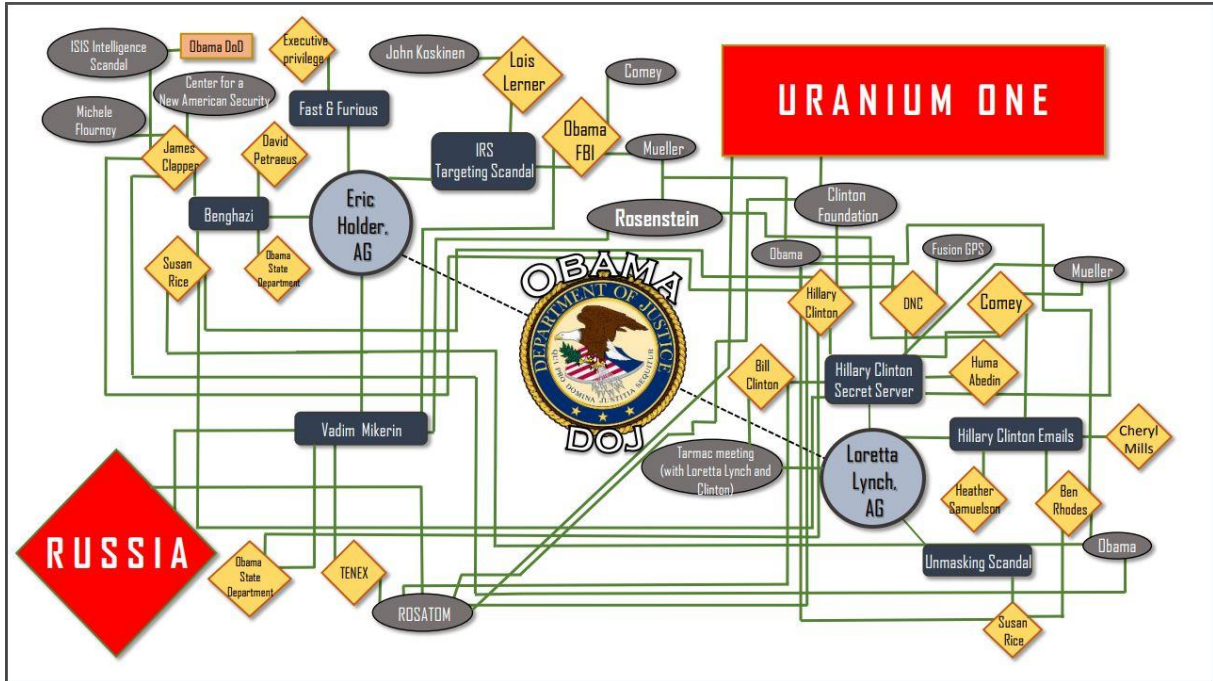 ISIS Intelligence
Scandal
Obama DoD
Executive
privilege
John Koskinen
Lois
Lerner
Comey
URANIUM ONE
Center for a
New American Security
Fast & Furious
Michele
Flournoy
James
Clapper
David
Petraeus
IRS
Targeting Scandal
Obama
FBI
Mueller
Benghazi
Eric
Holder,
AG
Rosenstein
Clinton
Foundation
Susan
Rice
Obama
State
Department
OBAMA
DEPARTMENT OF JUSTICE
QUI PRO DOMINA JUSTITIA SEQUITUR
DOJ
Obama
Fusion GPS
Mueller
Hillary
Clinton
DNC
Comey
Bill
Clinton
Hillary Clinton
Secret Server
Huma
Abedin
Vadim Mikerin
Tarmac meeting
(with Loretta Lynch and
Clinton)
Loretta
Lynch,
AG
Hillary Clinton Emails
Cheryl
Mills
Heather
Samuelson
Ben
Rhodes
RUSSIA
Obama
State
Department
TENEX
ROSATOM
Unmasking Scandal
Obama
Susan
Rice